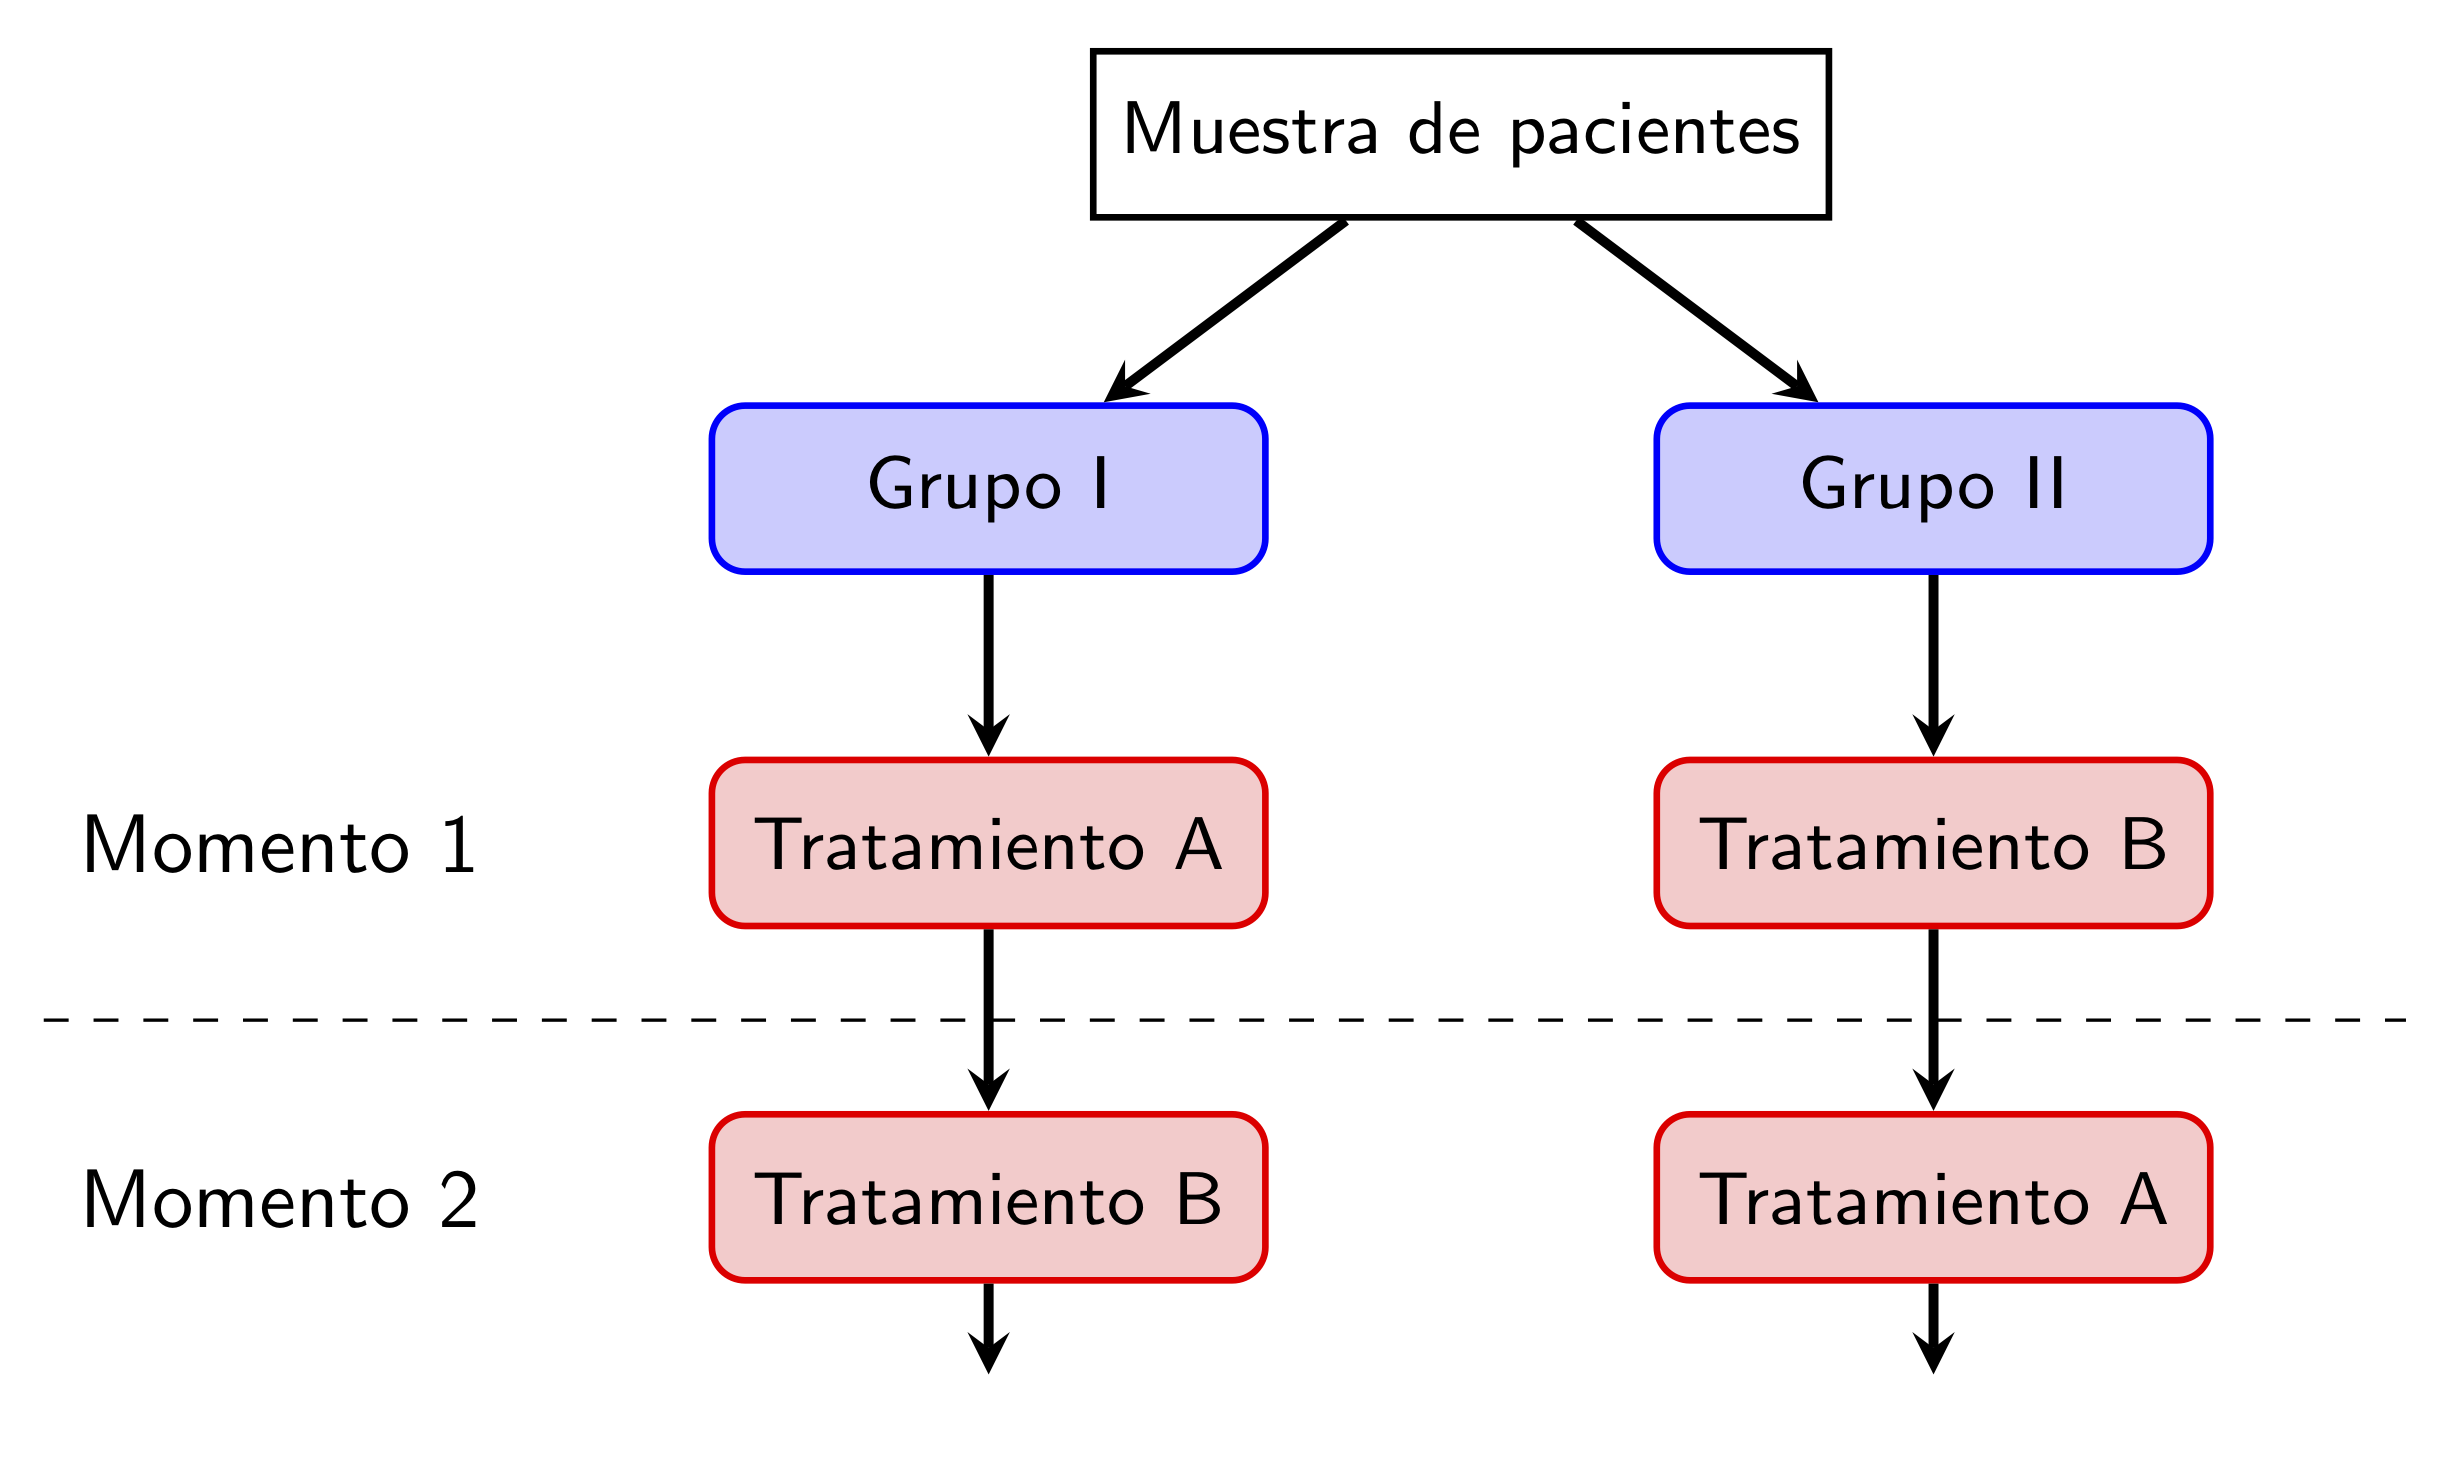 Muestra de pacientes
Grupo I
Grupo II
Momento 1
Tratamiento A
Tratamiento B
Momento 2
Tratamiento B
Tratamiento A